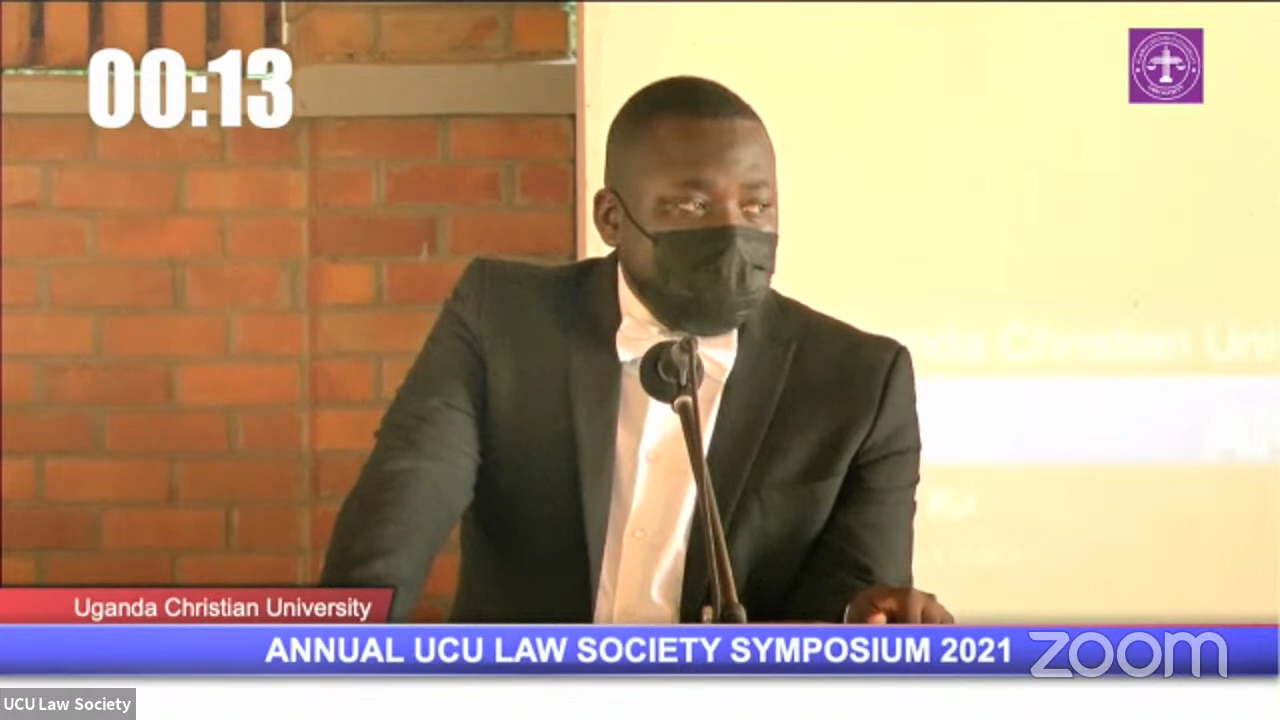 00:13
Uganda Christian University
ANNUAL UCU LAW SOCIETY SYMPOSIUM 2021
zoom
UCU Law Society